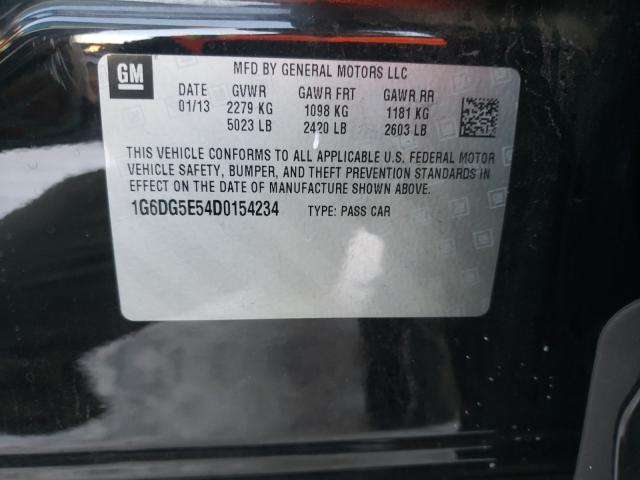 GM MFD BY GENERAL MOTORS LLC
DATE GVWR GAWR FRT GAWR RR
01/13 2279 KG 1098 KG 1181 KG
5023 LB 2420 LB 2603 LB
THIS VEHICLE CONFORMS TO ALL APPLICABLE U.S. FEDERAL MOTOR
VEHICLE SAFETY, BUMPER, AND THEFT PREVENTION STANDARDS IN
EFFECT ON THE DATE OF MANUFACTURE SHOWN ABOVE.
1G6DG5E54D0154234 TYPE: PASS CAR